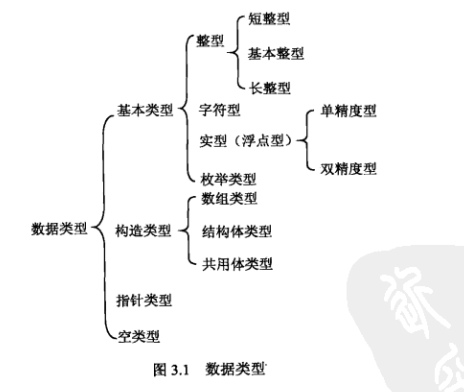 短整型
整型
基本整型
长整型
基本类型
字符型
单精度型
实型（浮点型）
双精度型
枚举类型
数组类型
数据类型
构造类型
结构体类型
共用体类型
指针类型
空类型
图 3.1 数据类型